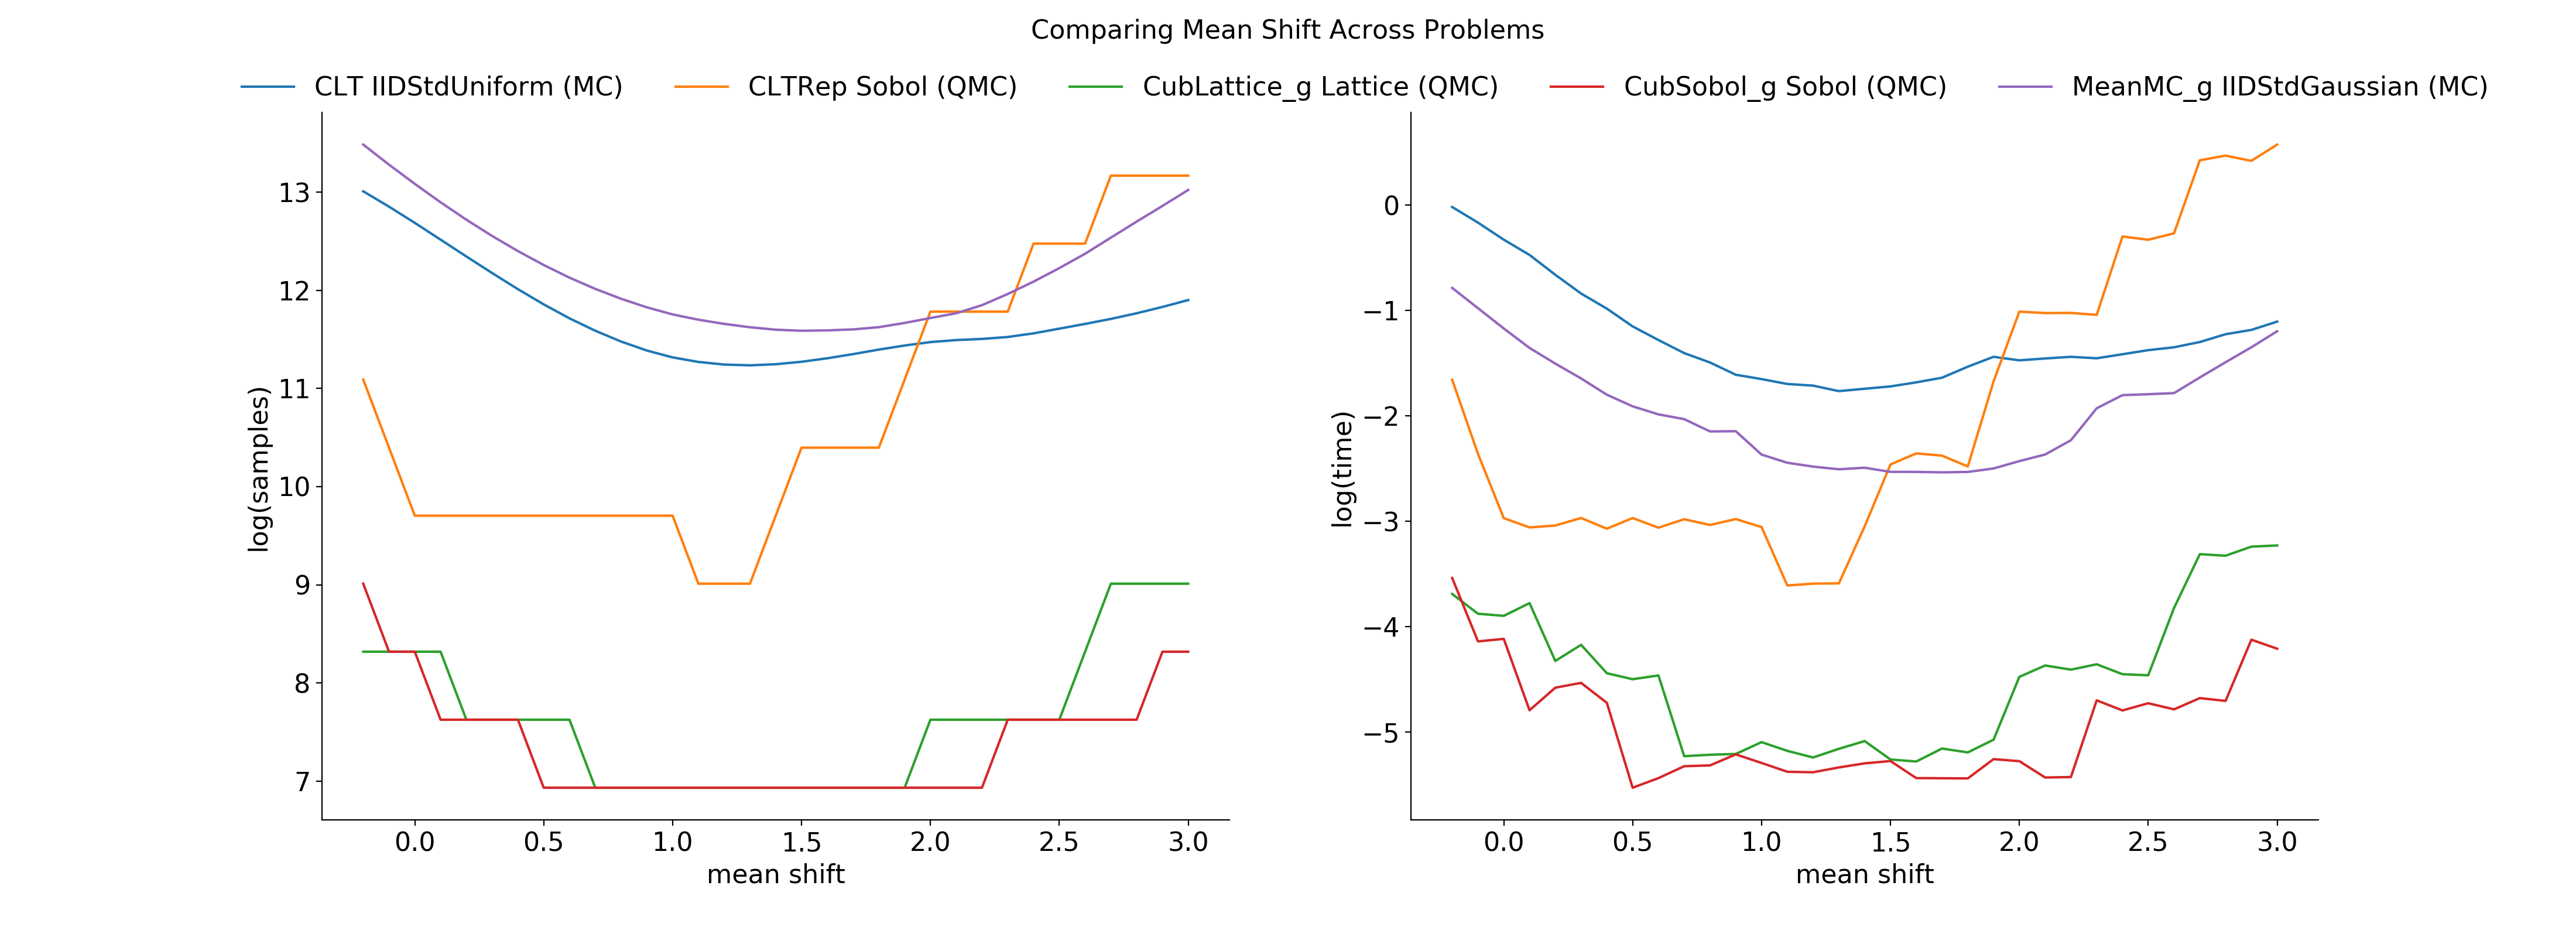 Comparing Mean Shift Across Problems
CLT IIDStdUniform (MC) CLTRep Sobol (QMC) CubLattice_g Lattice (QMC) CubSobol_g Sobol (QMC) MeanMC_g IIDStdGaussian (MC)
log(samples)
13
12
11
10
9
8
7
0.0 0.5 1.0 1.5 2.0 2.5 3.0
mean shift
log(time)
0
−1
−2
−3
−4
−5
0.0 0.5 1.0 1.5 2.0 2.5 3.0
mean shift